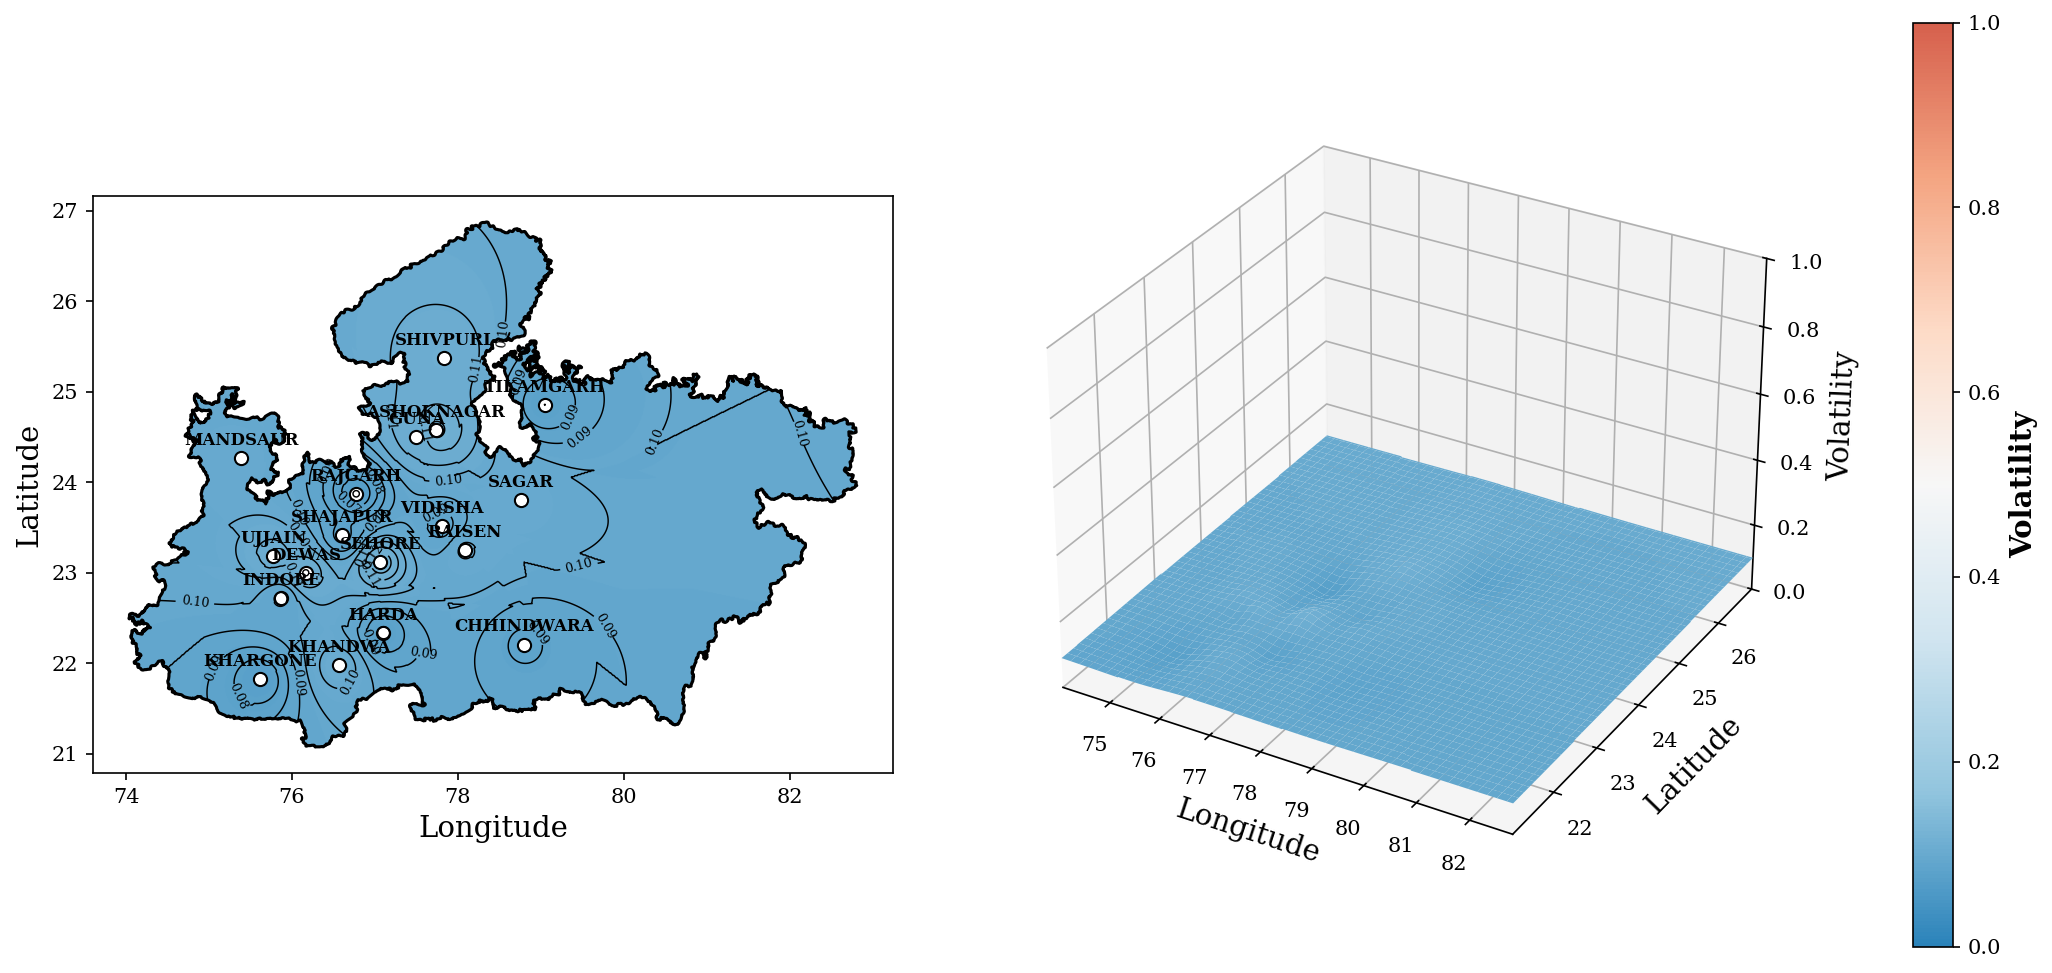 27
26
25
24
23
22
21
74
76
78
80
82
Latitude
Longitude
SHIVPURI
TIKAMGARH
ASHOKNAGAR
GUNA
MANDSAUR
RAJGARH
SAGAR
VIDISHA
SHAJAPUR
RAISEN
UJJAIN
SEHORE
DEWAS
INDORE
HARDA
CHHINDWARA
KHANDWA
KHARGONE
0.10
0.11
0.09
0.09
0.10
0.10
0.10
0.10
0.10
0.11
0.09
0.09
0.09
0.09
0.10
0.08
1.0
0.8
0.6
0.4
0.2
0.0
Volatility
75
76
77
78
79
80
81
82
Longitude
22
23
24
25
26
Latitude
1.0
0.8
0.6
0.4
0.2
0.0
Volatility